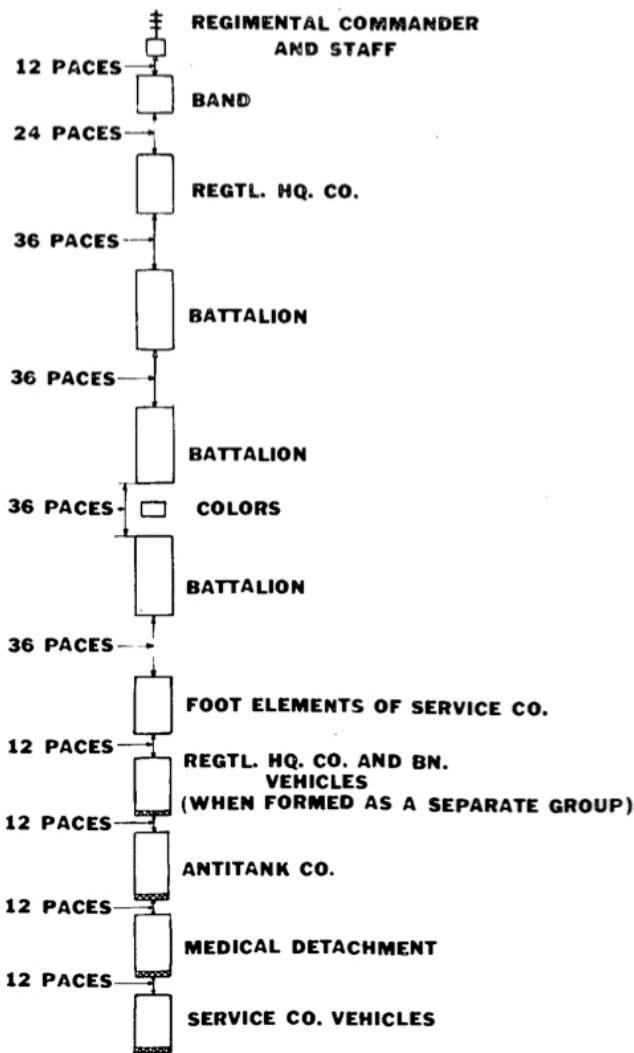 REGIMENTAL COMMANDER
AND STAFF
12 PACES
BAND
24 PACES
REGTL. HQ. CO.
36 PACES
BATTALION
36 PACES
BATTALION
36 PACES
COLORS
BATTALION
36 PACES
FOOT ELEMENTS OF SERVICE CO.
12 PACES
REGTL. HQ. CO. AND BN.
VEHICLES
(WHEN FORMED AS A SEPARATE GROUP)
12 PACES
ANTITANK CO.
12 PACES
MEDICAL DETACHMENT
12 PACES
SERVICE CO. VEHICLES